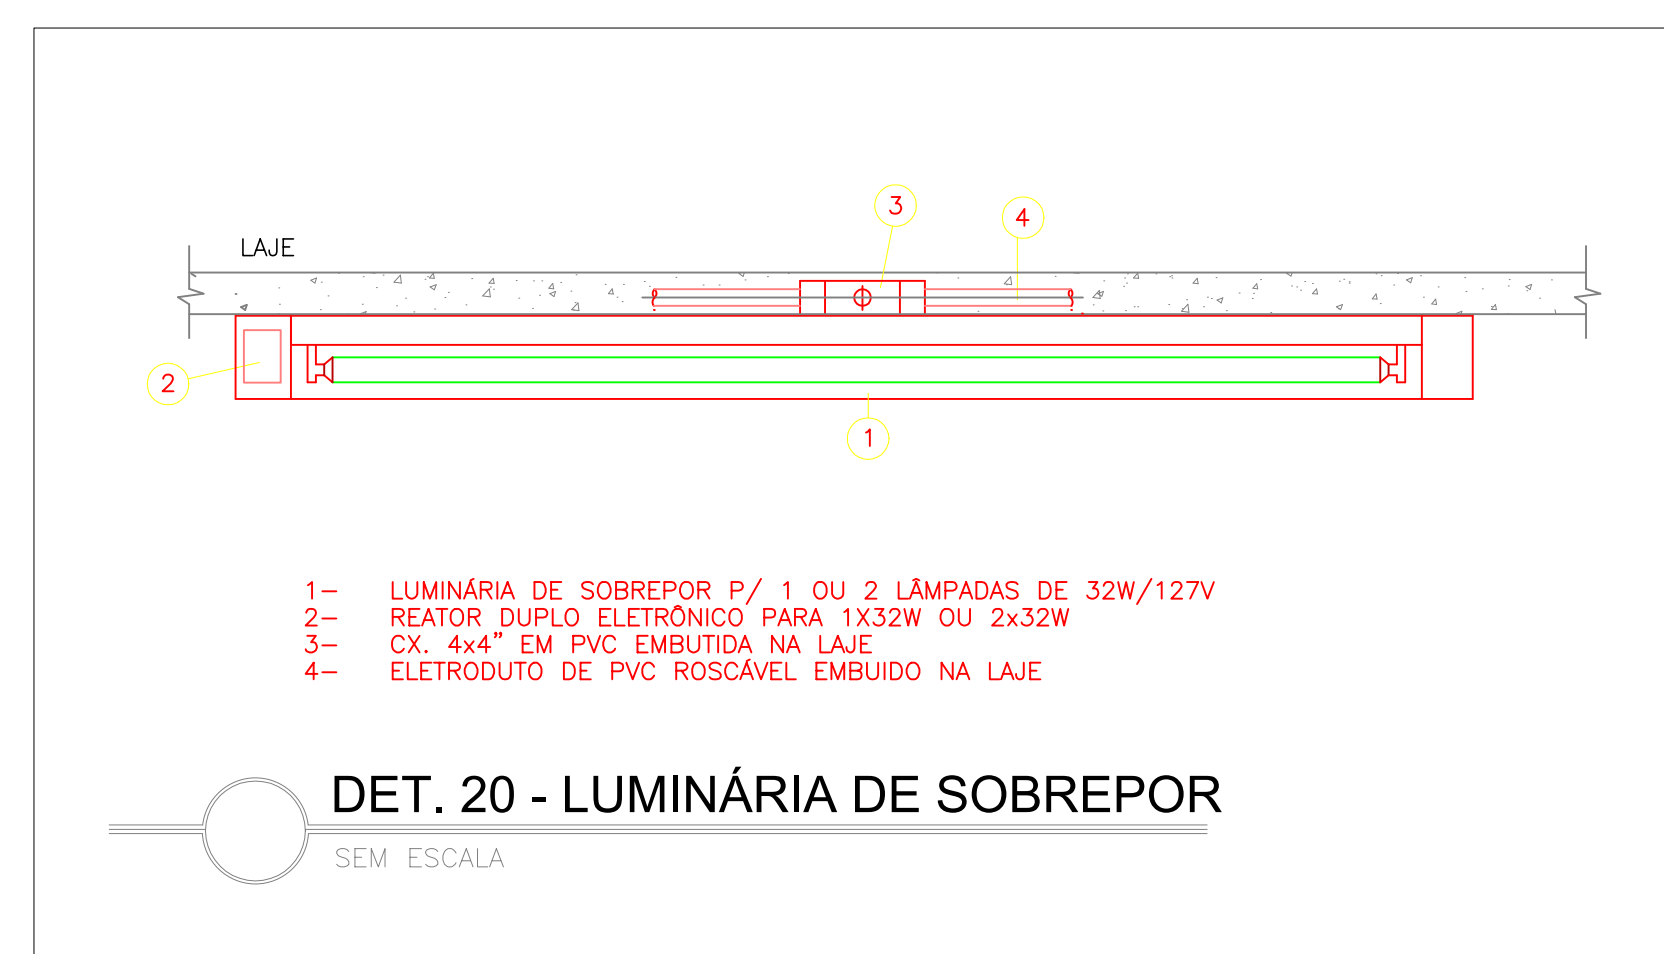 3
4
LAJE
2
1
1- LUMINÁRIA DE SOBREPOR P/ 1 OU 2 LÂMPADAS DE 32W/127V
2- REATOR DUPLO ELETRÔNICO PARA 1X32W OU 2x32W
3- CX. 4x4" EM PVC EMBUTIDA NA LAJE
4- ELETRODUTO DE PVC ROSCÁVEL EMBUIDO NA LAJE
DET. 20 - LUMINÁRIA DE SOBREPOR
SEM ESCALA